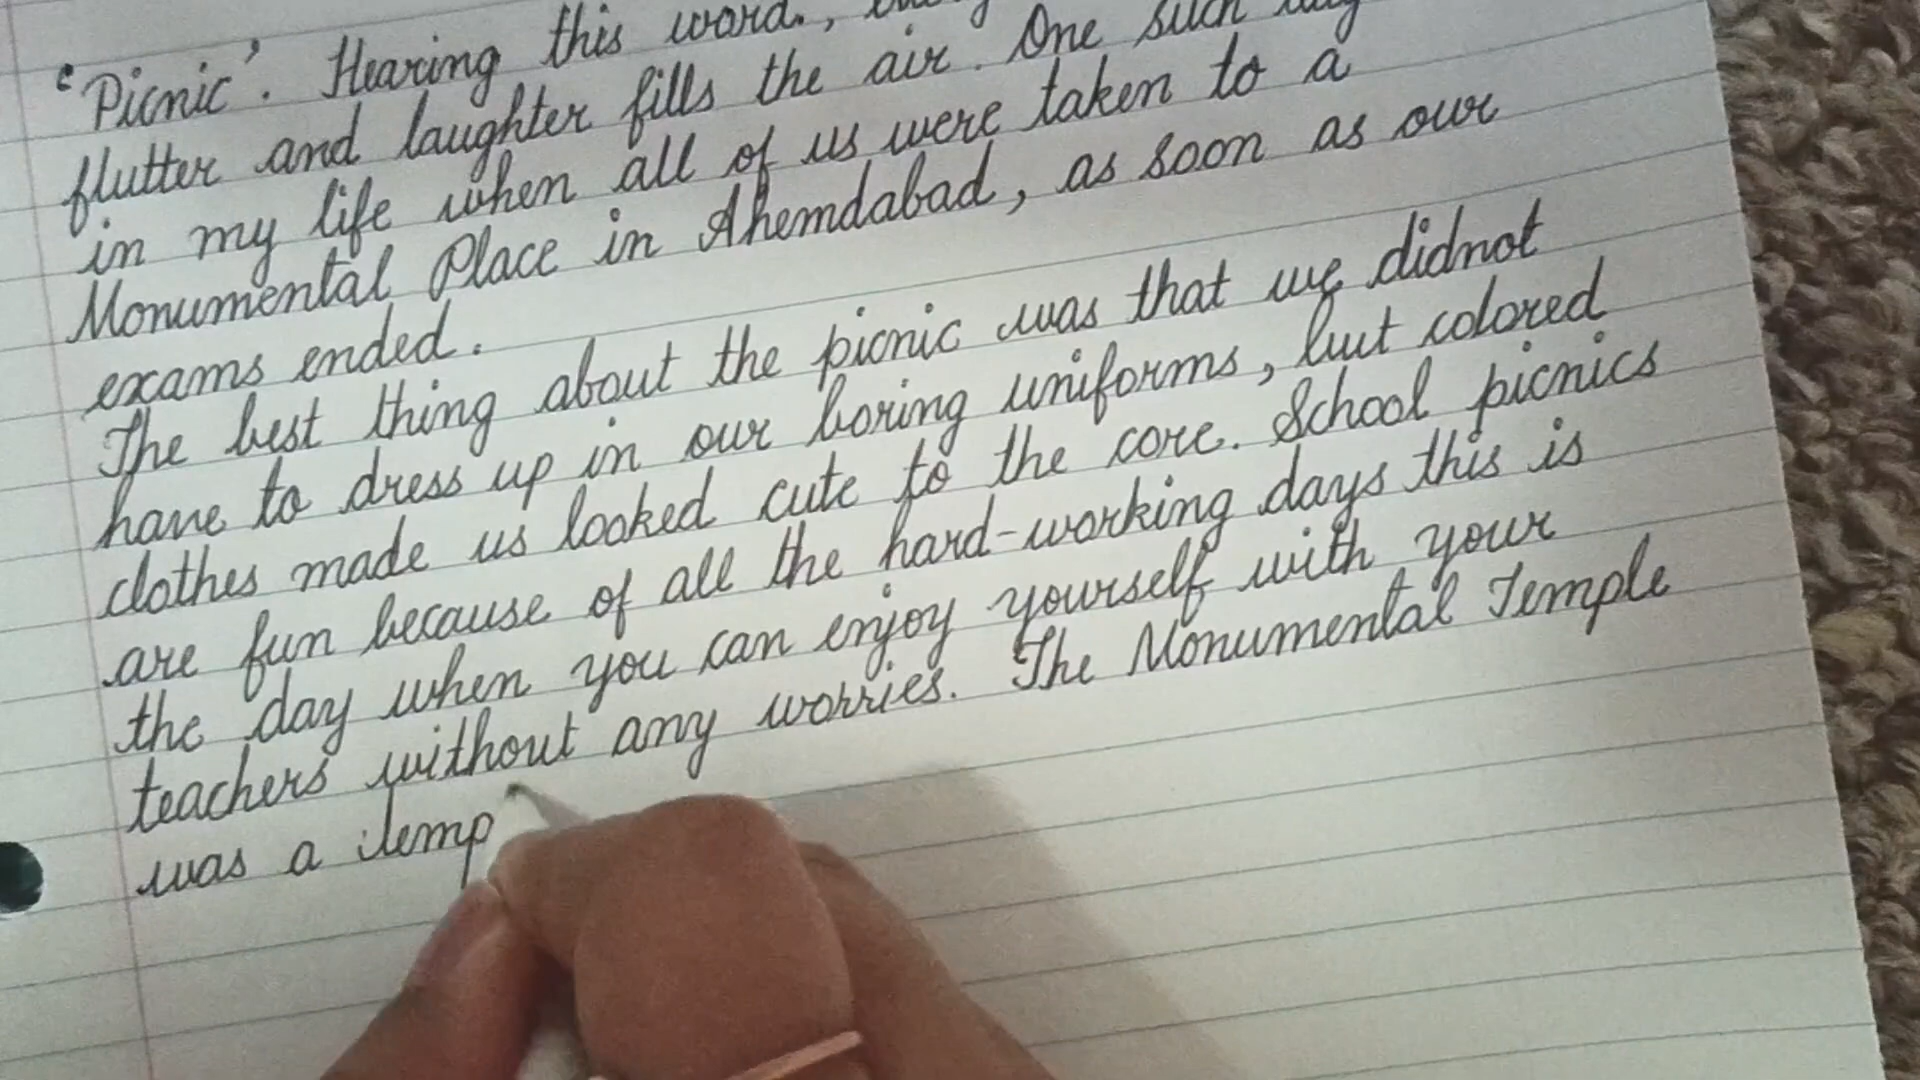 'Picnic'. Hearing this word.,
flutter and laughter fills the air. One such day
in my life when all of us were taken to a
Monumental Place in Ahemdabad, as soon as our
exams ended.
The best thing about the picnic was that we didnot
have to dress up in our boring uniforms, but colored
clothes made us looked cute to the core. School picnics
are fun because of all the hard-working days this is
the day when you can enjoy yourself with your
teachers without any worries. The Monumental Temple
was a temp